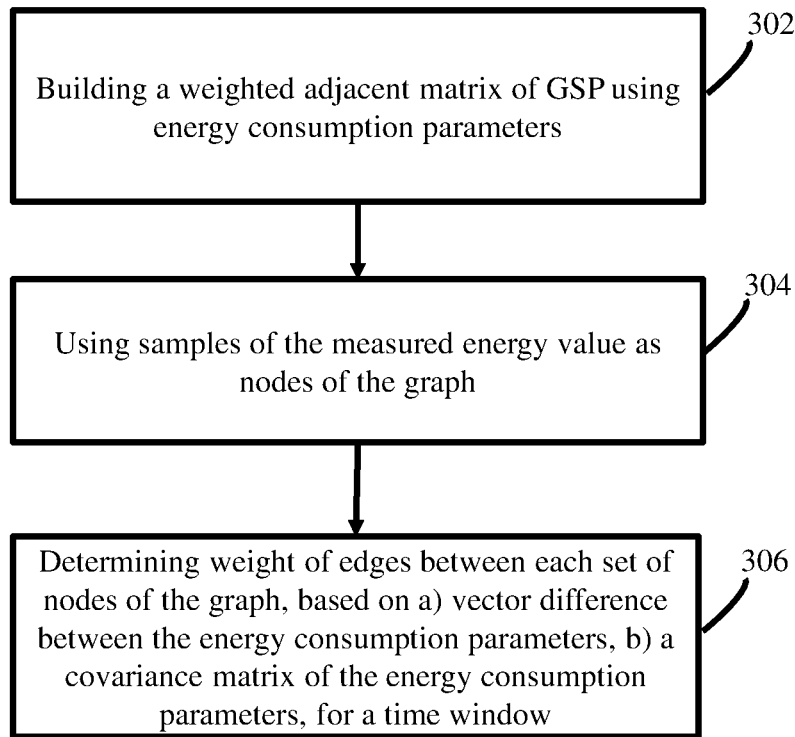 302
Building a weighted adjacent matrix of GSP using
energy consumption parameters
304
Using samples of the measured energy value as
nodes of the graph
306
Determining weight of edges between each set of
nodes of the graph, based on a) vector difference
between the energy consumption parameters, b) a
covariance matrix of the energy consumption
parameters, for a time window